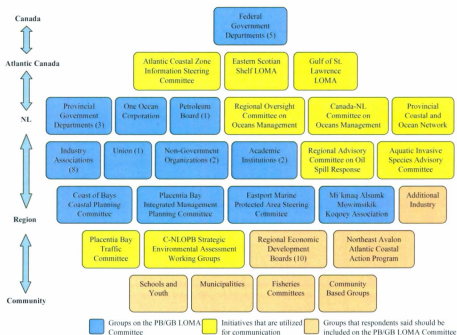 Canada
Federal
Government
Departments (5)
Atlantic Canada
Atlantic Coastal Zone
Information Steering
Committee
Eastern Scotian
Shelf LOMA
Gulf of St.
Lawrence
LOMA
NL
Provincial
Government
Departments (3)
One Ocean
Corporation
Petroleum
Board (1)
Regional Oversight
Committee on
Oceans Management
Canada-NL
Committee on
Oceans Management
Provincial
Coastal and
Ocean Network
Industry
Associations
(8)
Union (1)
Non-Government
Organizations (2)
Academic
Institutions (2)
Regional Advisory
Committee on Oil
Spill Response
Aquatic Invasive
Species Advisory
Committee
Region
Coast of Bays
Coastal Planning
Committee
Placentia Bay
Integrated Management
Planning Committee
Eastport Marine
Protected Area Steering
Committee
Mi'kmaq Alsumk
Mowimsikik
Koqoey Association
Additional
Industry
Placentia Bay
Traffic
Committee
C-NLOPB Strategic
Environmental Assessment
Working Groups
Regional Economic
Development
Boards (10)
Northeast Avalon
Atlantic Coastal
Action Program
Community
Schools and
Youth
Municipalities
Fisheries
Committees
Community
Based Groups
Groups on the PB/GB LOMA
Committee
Initiatives that are utilized
for communication
Groups that respondents said should be
included on the PB/GB LOMA Committee